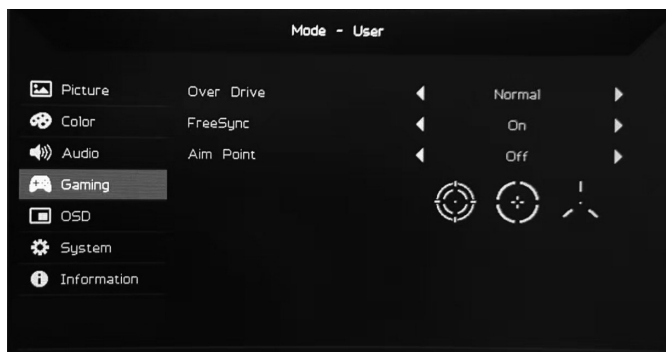 Mode - User
Picture
Over Drive Normal
Color
FreeSync On
Audio
Aim Point Off
Gaming
OSD
System
Information